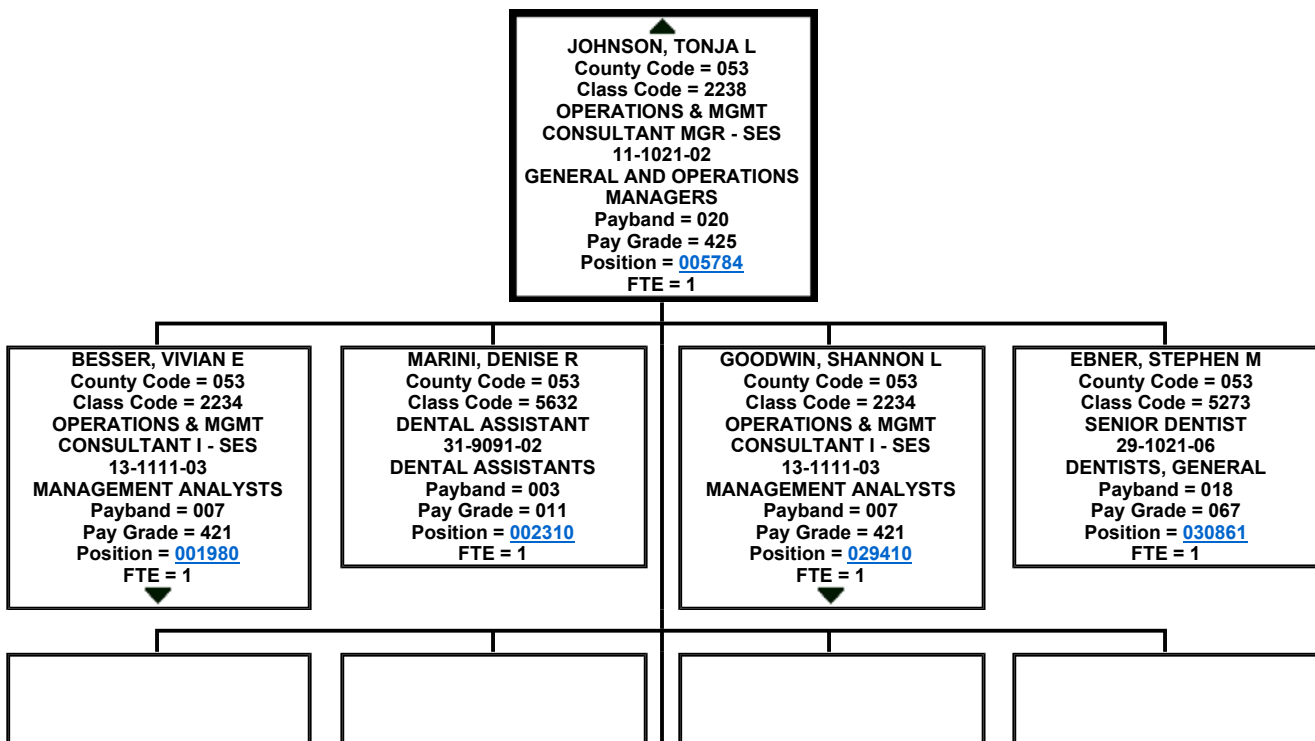 JOHNSON, TONJA L
County Code = 053
Class Code = 2238
OPERATIONS & MGMT
CONSULTANT MGR - SES
11-1021-02
GENERAL AND OPERATIONS
MANAGERS
Payband = 020
Pay Grade = 425
Position = 005784
FTE = 1
BESSER, VIVIAN E
County Code = 053
Class Code = 2234
OPERATIONS & MGMT
CONSULTANT I - SES
13-1111-03
MANAGEMENT ANALYSTS
Payband = 007
Pay Grade = 421
Position = 001980
FTE = 1
MARINI, DENISE R
County Code = 053
Class Code = 5632
DENTAL ASSISTANT
31-9091-02
DENTAL ASSISTANTS
Payband = 003
Pay Grade = 011
Position = 002310
FTE = 1
GOODWIN, SHANNON L
County Code = 053
Class Code = 2234
OPERATIONS & MGMT
CONSULTANT I - SES
13-1111-03
MANAGEMENT ANALYSTS
Payband = 007
Pay Grade = 421
Position = 029410
FTE = 1
EBNER, STEPHEN M
County Code = 053
Class Code = 5273
SENIOR DENTIST
29-1021-06
DENTISTS, GENERAL
Payband = 018
Pay Grade = 067
Position = 030861
FTE = 1